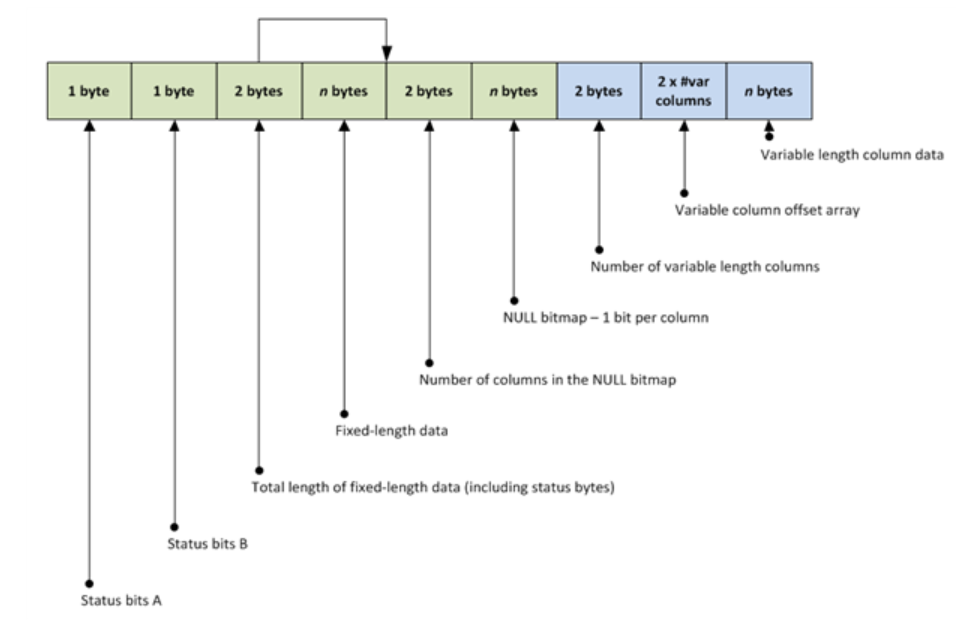 1 byte
1 byte
2 bytes
n bytes
2 bytes
n bytes
2 bytes
2 x #var
columns
n bytes
Variable length column data
Variable column offset array
Number of variable length columns
NULL bitmap – 1 bit per column
Number of columns in the NULL bitmap
Fixed-length data
Total length of fixed-length data (including status bytes)
Status bits B
Status bits A